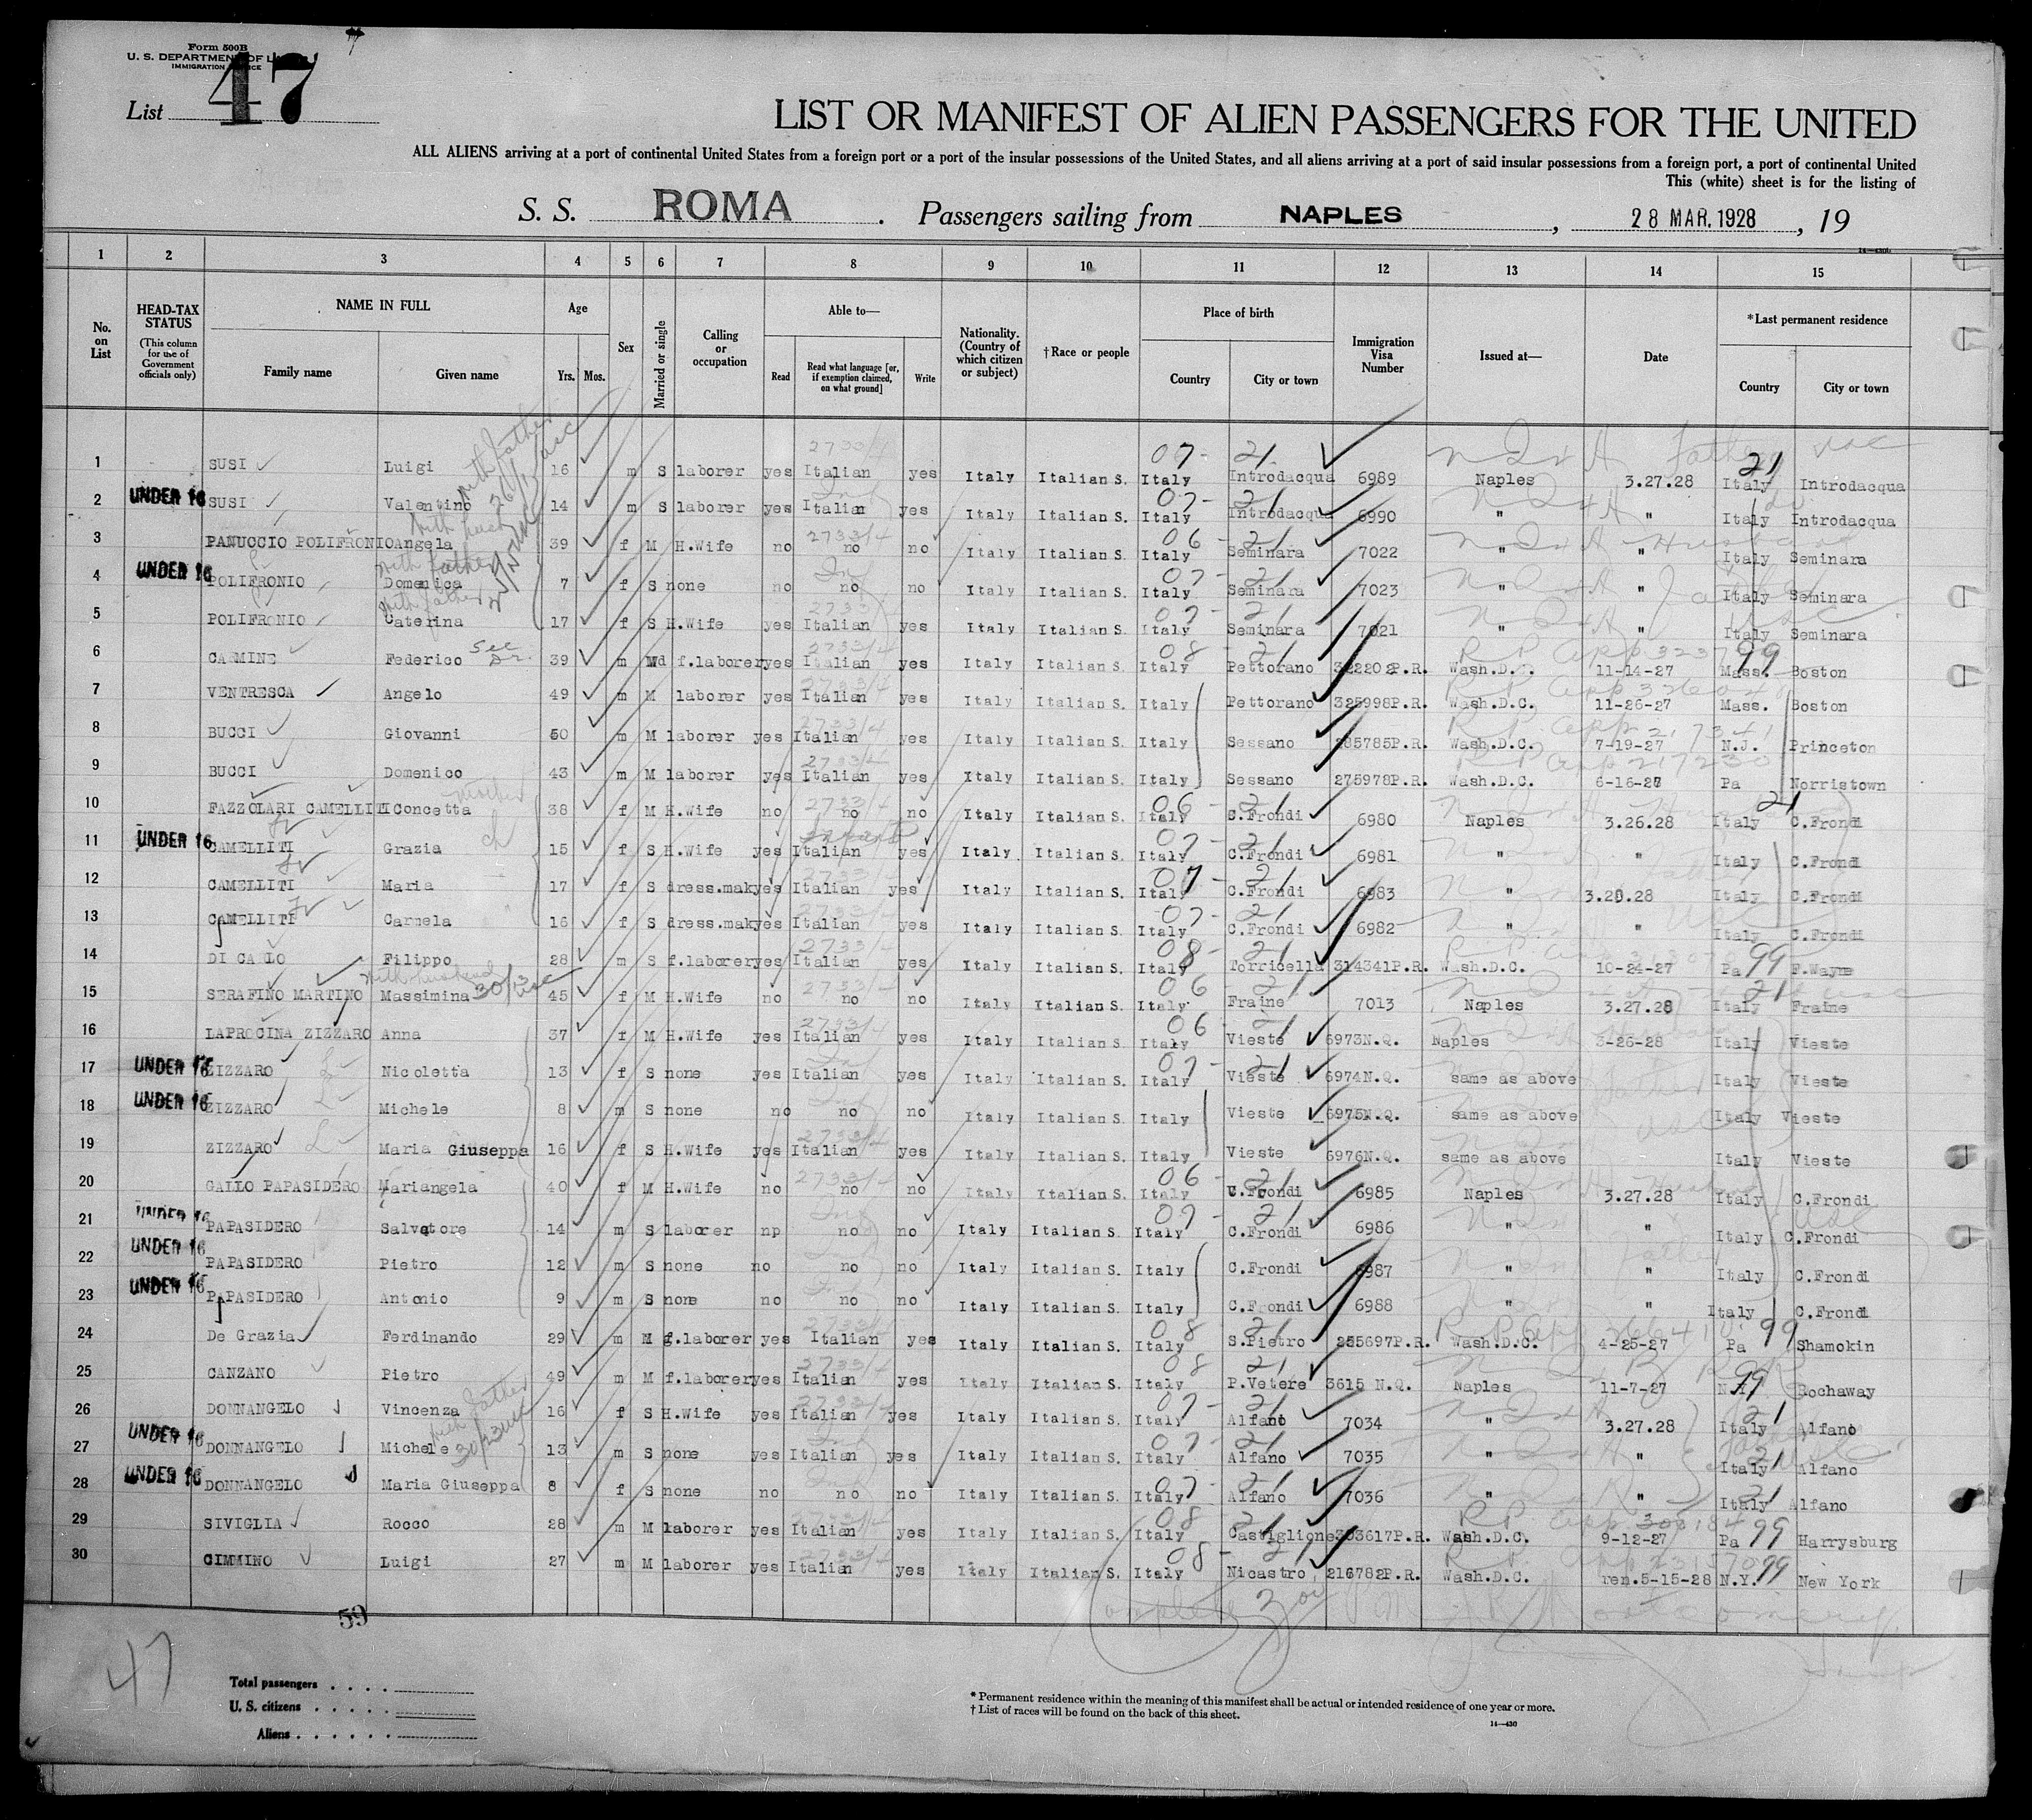 Form 500B
U. S. DEPARTMENT OF
IMMIGRATION
List 47
LIST OR MANIFEST OF ALIEN PASSENGERS FOR THE UNITED
ALL ALIENS arriving at a port of continental United States from a foreign port or a port of the insular possessions of the United States, and all aliens arriving at a port of said insular possessions from a foreign port, a port of continental United
This (white) sheet is for the listing of
S. S. ROMA . Passengers sailing from NAPLES , 28 MAR. 1928 , 19
14—430b
1 2 3 4 5 6 7 8 9 10 11 12 13 14 15
No. on List HEAD-TAX STATUS (This column for use of Government officials only) NAME IN FULL Family name Given name Age Yrs. Mos. Sex Married or single Calling or occupation Able to— Read Read what language [or, if exemption claimed, on what ground] Write Nationality. (Country of which citizen or subject) † Race or people Place of birth Country City or town Immigration Visa Number Issued at— Date *Last permanent residence Country City or town
1 SUSI Luigi 16 m S laborer yes Italian yes Italy Italian S. Italy Introdacqua 6989 Naples 3.27.28 Italy Introdacqua
2 UNDER 16 SUSI Valentino 14 m S laborer yes Italian yes Italy Italian S. Italy Introdacqua 6990 " " Italy Introdacqua
3 PANUCCIO POLIFRONIO Angela 39 f M H.Wife no no no Italy Italian S. Italy Seminara 7022 " " Italy Seminara
4 UNDER 16 POLIFRONIO Domenica 7 f S none no no no Italy Italian S. Italy Seminara 7023 " " Italy Seminara
5 POLIFRONIO Caterina 17 f S H.Wife yes Italian yes Italy Italian S. Italy Seminara 7021 " " Italy Seminara
6 CARMINE Federico 39 m Wd f.laborer yes Italian yes Italy Italian S. Italy Pettorano P.R. Wash.D.C. 11-14-27 Mass. 99 Boston
7 VENTRESCA Angelo 49 m M laborer yes Italian yes Italy Italian S. Italy Pettorano 325998P.R. Wash.D.C. 11-26-27 Mass. Boston
8 BUCCI Giovanni 50 m M laborer yes Italian yes Italy Italian S. Italy Sessano 285785P.R. Wash.D.C. 7-19-27 N.J. Princeton
9 BUCCI Domenico 43 m M laborer yes Italian yes Italy Italian S. Italy Sessano 275978P.R. Wash.D.C. 6-16-27 Pa Norristown
10 FAZZOLARI CAMELLITI Concetta 38 f M H.Wife no no no Italy Italian S. Italy C.Frondi 6980 Naples 3.26.28 Italy C.Frondi
11 UNDER 16 CAMELLITI Grazia 15 f S H.Wife yes Italian yes Italy Italian S. Italy C.Frondi 6981 " " Italy C.Frondi
12 CAMELLITI Maria 17 f S dress.mak yes Italian yes Italy Italian S. Italy C.Frondi 6983 " 3.28.28 Italy C.Frondi
13 CAMELLITI Carmela 16 f S dress.mak yes Italian yes Italy Italian S. Italy C.Frondi 6982 " " Italy C.Frondi
14 DI CARLO Filippo 28 m S f.laborer yes Italian yes Italy Italian S. Italy Torricella 314341P.R. Wash.D.C. 10-24-27 Pa 99 F.Wayne
15 SERAFINO MARTINO Massimina 45 f M H.Wife no no no Italy Italian S. Italy Fraine 7013 Naples 3.27.28 Italy Fraine
16 LAPROCINA ZIZZARO Anna 37 f M H.Wife yes Italian yes Italy Italian S. Italy Vieste 6973N.Q. Naples 3-26-28 Italy Vieste
17 UNDER 16 ZIZZARO Nicoletta 13 f S none yes Italian yes Italy Italian S. Italy Vieste 6974N.Q. same as above Italy Vieste
18 UNDER 16 ZIZZARO Michele 8 m S none no no no Italy Italian S. Italy Vieste 6975N.Q. same as above Italy Vieste
19 ZIZZARO Maria Giuseppa 16 f S H.Wife yes Italian yes Italy Italian S. Italy Vieste 6976N.Q. same as above Italy Vieste
20 GALLO PAPASIDERO Mariangela 40 f M H.Wife no no no Italy Italian S. Italy C.Frondi 6985 Naples 3.27.28 Italy C.Frondi
21 UNDER 16 PAPASIDERO Salvatore 14 m S laborer np no no Italy Italian S. Italy C.Frondi 6986 " " Italy C.Frondi
22 UNDER 16 PAPASIDERO Pietro 12 m S none no no no Italy Italian S. Italy C.Frondi 6987 " " Italy C.Frondi
23 UNDER 16 PAPASIDERO Antonio 9 m S none no no no Italy Italian S. Italy C.Frondi 6988 " " Italy C.Frondi
24 De Grazia Ferdinando 29 m M f.laborer yes Italian yes Italy Italian S. Italy S.Pietro 255697P.R. Wash.D.C. 4-25-27 Pa 99 Shamokin
25 CANZANO Pietro 49 m M f.laborer yes Italian yes Italy Italian S. Italy P.Vetere 3615 N.Q. Naples 11-7-27 99 Rochaway
26 DONNANGELO Vincenza 16 f S H.Wife yes Italian yes Italy Italian S. Italy Alfano 7034 " 3.27.28 Italy Alfano
27 UNDER 16 DONNANGELO Michele 13 m S none yes Italian yes Italy Italian S. Italy Alfano 7035 " " Italy Alfano
28 UNDER 16 DONNANGELO Maria Giuseppa 8 f S none no no no Italy Italian S. Italy Alfano 7036 " " Italy Alfano
29 SIVIGLIA Rocco 28 m M laborer yes Italian yes Italy Italian S. Italy Castiglione 303617P.R. Wash.D.C. 9-12-27 Pa 99 Harrysburg
30 CIMMINO Luigi 27 m M laborer yes Italian yes Italy Italian S. Italy Nicastro 216782P.R. Wash.D.C. ren.5-15-28 N.Y. 99 New York
59
47
Total passengers . . . .
U. S. citizens . . . . .
Aliens . . . . . .
* Permanent residence within the meaning of this manifest shall be actual or intended residence of one year or more.
† List of races will be found on the back of this sheet.
14—430